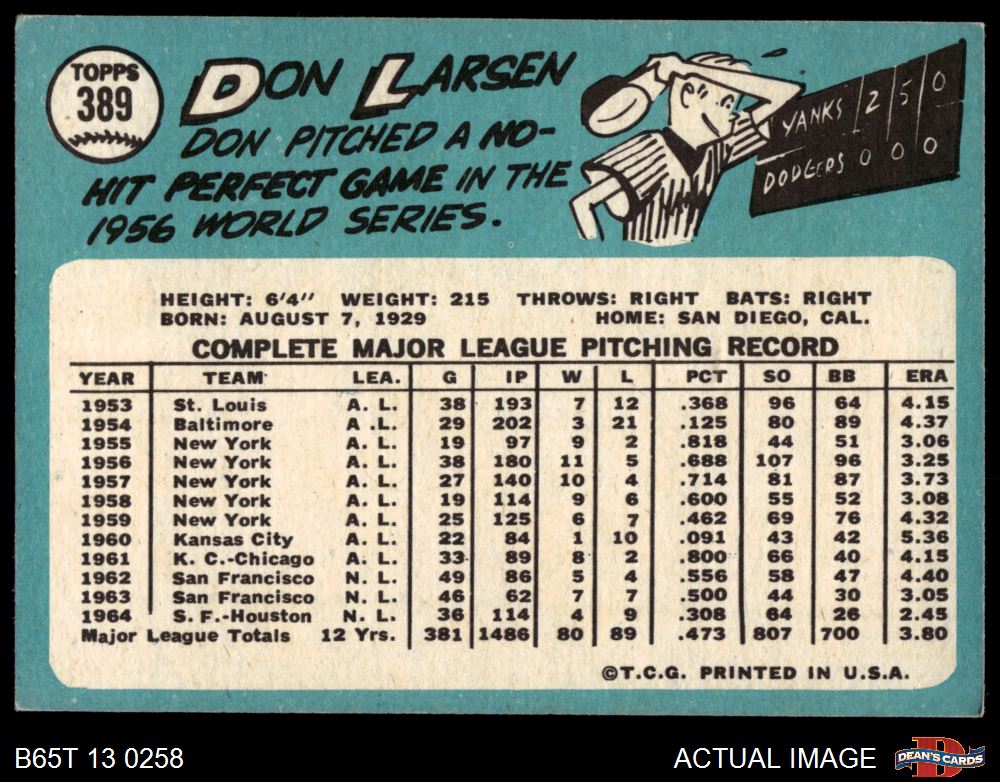 TOPPS
389
DON LARSEN
DON PITCHED A NO-
HIT PERFECT GAME IN THE
1956 WORLD SERIES.
YANKS 2 5 0
DODGERS 0 0 0
HEIGHT: 6'4" WEIGHT: 215 THROWS: RIGHT BATS: RIGHT
BORN: AUGUST 7, 1929 HOME: SAN DIEGO, CAL.
COMPLETE MAJOR LEAGUE PITCHING RECORD
YEAR TEAM LEA. G IP W L PCT SO BB ERA
1953 St. Louis A. L. 38 193 7 12 .368 96 64 4.15
1954 Baltimore A .L. 29 202 3 21 .125 80 89 4.37
1955 New York A. L. 19 97 9 2 .818 44 51 3.06
1956 New York A. L. 38 180 11 5 .688 107 96 3.25
1957 New York A. L. 27 140 10 4 .714 81 87 3.73
1958 New York A. L. 19 114 9 6 .600 55 52 3.08
1959 New York A. L. 25 125 6 7 .462 69 76 4.32
1960 Kansas City A. L. 22 84 1 10 .091 43 42 5.36
1961 K. C.-Chicago A. L. 33 89 8 2 .800 66 40 4.15
1962 San Francisco N. L. 49 86 5 4 .556 58 47 4.40
1963 San Francisco N. L. 46 62 7 7 .500 44 30 3.05
1964 S. F.-Houston N. L. 36 114 4 9 .308 64 26 2.45
Major League Totals 12 Yrs. 381 1486 80 89 .473 807 700 3.80
©T.C.G. PRINTED IN U.S.A.
B65T 13 0258 ACTUAL IMAGE
D
DEAN'S CARDS